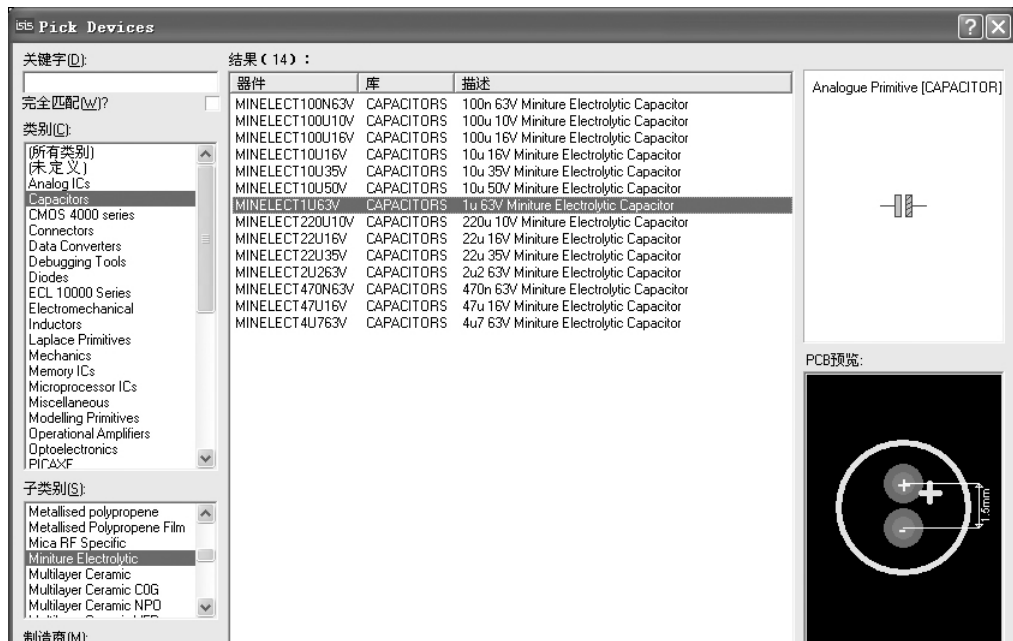 isis Pick Devices
关键字(D):
完全匹配(W)?
类别(C):
(所有类别)
(未定义)
Analog ICs
Capacitors
CMOS 4000 series
Connectors
Data Converters
Debugging Tools
Diodes
ECL 10000 Series
Electromechanical
Inductors
Laplace Primitives
Mechanics
Memory ICs
Microprocessor ICs
Miscellaneous
Modelling Primitives
Operational Amplifiers
Optoelectronics
PICAXE
子类别(S):
Metallised polypropene
Metallised Polypropene Film
Mica RF Specific
Miniture Electrolytic
Multilayer Ceramic
Multilayer Ceramic C0G
Multilayer Ceramic NPO
制造商(M):
结果(14):
器件 库 描述
MINELECT100N63V CAPACITORS 100n 63V Miniture Electrolytic Capacitor
MINELECT100U10V CAPACITORS 100u 10V Miniture Electrolytic Capacitor
MINELECT100U16V CAPACITORS 100u 16V Miniture Electrolytic Capacitor
MINELECT10U16V CAPACITORS 10u 16V Miniture Electrolytic Capacitor
MINELECT10U35V CAPACITORS 10u 35V Miniture Electrolytic Capacitor
MINELECT10U50V CAPACITORS 10u 50V Miniture Electrolytic Capacitor
MINELECT1U63V CAPACITORS 1u 63V Miniture Electrolytic Capacitor
MINELECT220U10V CAPACITORS 220u 10V Miniture Electrolytic Capacitor
MINELECT22U16V CAPACITORS 22u 16V Miniture Electrolytic Capacitor
MINELECT22U35V CAPACITORS 22u 35V Miniture Electrolytic Capacitor
MINELECT2U263V CAPACITORS 2u2 63V Miniture Electrolytic Capacitor
MINELECT470N63V CAPACITORS 470n 63V Miniture Electrolytic Capacitor
MINELECT47U16V CAPACITORS 47u 16V Miniture Electrolytic Capacitor
MINELECT4U763V CAPACITORS 4u7 63V Miniture Electrolytic Capacitor
Analogue Primitive [CAPACITOR]
PCB预览:
1.5mm